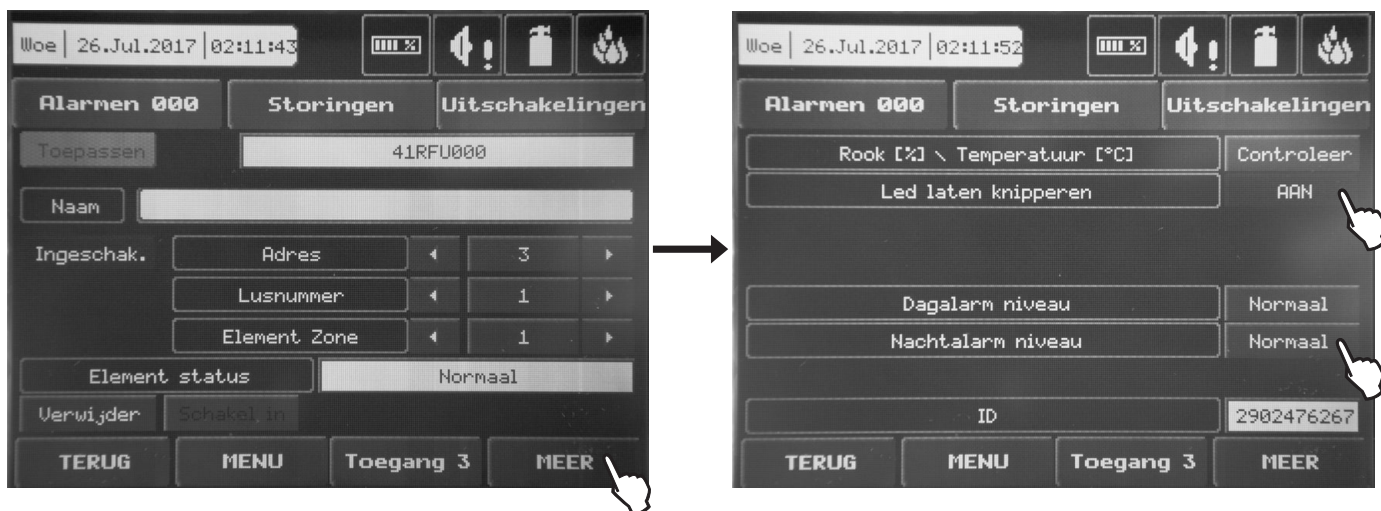 Woe 26.Jul.2017 02:11:43
Alarmen 000 Storingen Uitschakelingen
Toepassen 41RFU000
Naam
Ingeschak. Adres 3
Lusnummer 1
Element Zone 1
Element status Normaal
Verwijder Schakel in
TERUG MENU Toegang 3 MEER
Woe 26.Jul.2017 02:11:52
Alarmen 000 Storingen Uitschakelingen
Rook [%] \ Temperatuur [°C] Controleer
Led laten knipperen AAN
Dagalarm niveau Normaal
Nachtalarm niveau Normaal
ID 2902476267
TERUG MENU Toegang 3 MEER